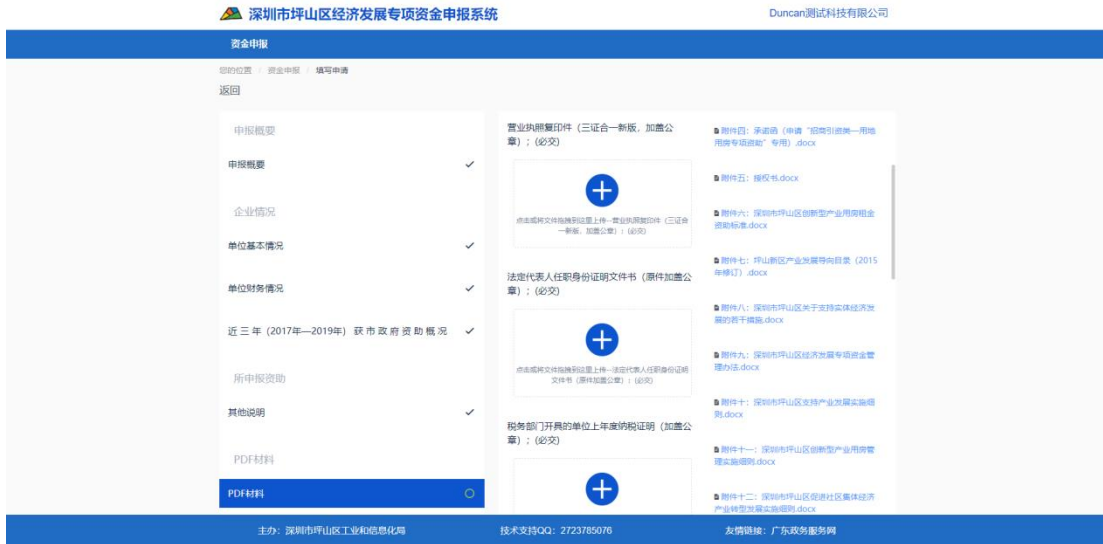 深圳市坪山区经济发展专项资金申报系统
Duncan测试科技有限公司
资金申报
您的位置 | 资金申报 | 填写申请
返回
申报概要
申报概要
企业情况
单位基本情况
单位财务情况
近三年(2017年—2019年)获市政府资助概况
所申报资助
其他说明
PDF材料
PDF材料
营业执照复印件(三证合一新版,加盖公
章);(必交)
点击或将文件拖拽到这里上传--营业执照复印件(三证合
一新版,加盖公章);(必交)
法定代表人任职身份证明文件书(原件加盖公
章);(必交)
点击或将文件拖拽到这里上传--法定代表人任职身份证明
文件书(原件加盖公章);(必交)
税务部门开具的单位上年度纳税证明(加盖公
章);(必交)
附件四:承诺函(申请“招商引资类—用地
用房专项资助”专用).docx
附件五:授权书.docx
附件六:深圳市坪山区创新型产业用房租金
资助标准.docx
附件七:坪山新区产业发展导向目录(2015
年修订).docx
附件八:深圳市坪山区关于支持实体经济发
展的若干措施.docx
附件九:深圳市坪山区经济发展专项资金管
理办法.docx
附件十:深圳市坪山区支持产业发展实施细
则.docx
附件十一:深圳市坪山区创新型产业用房管
理实施细则.docx
附件十二:深圳市坪山区促进社区集体经济
产业转型发展实施细则.docx
主办:深圳市坪山区工业和信息化局
技术支持QQ:2723785076
友情链接:广东政务服务网